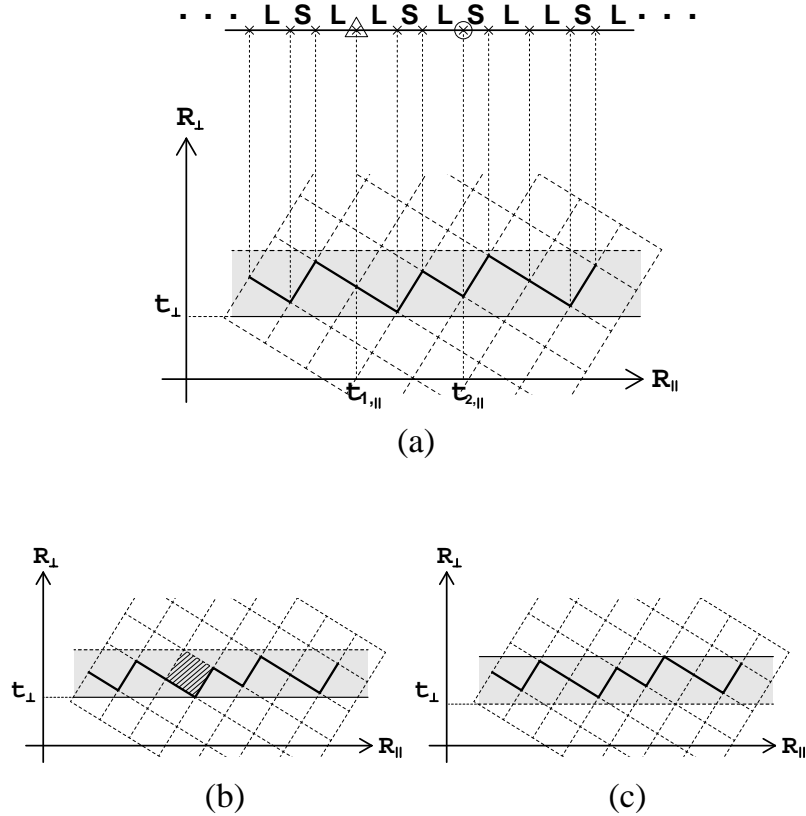 · · · L S L L S L S L L S L · · ·
R⊥
t⊥
R∥
t1,∥ t2,∥
(a)
R⊥ R⊥
t⊥ t⊥
R∥ R∥
(b) (c)